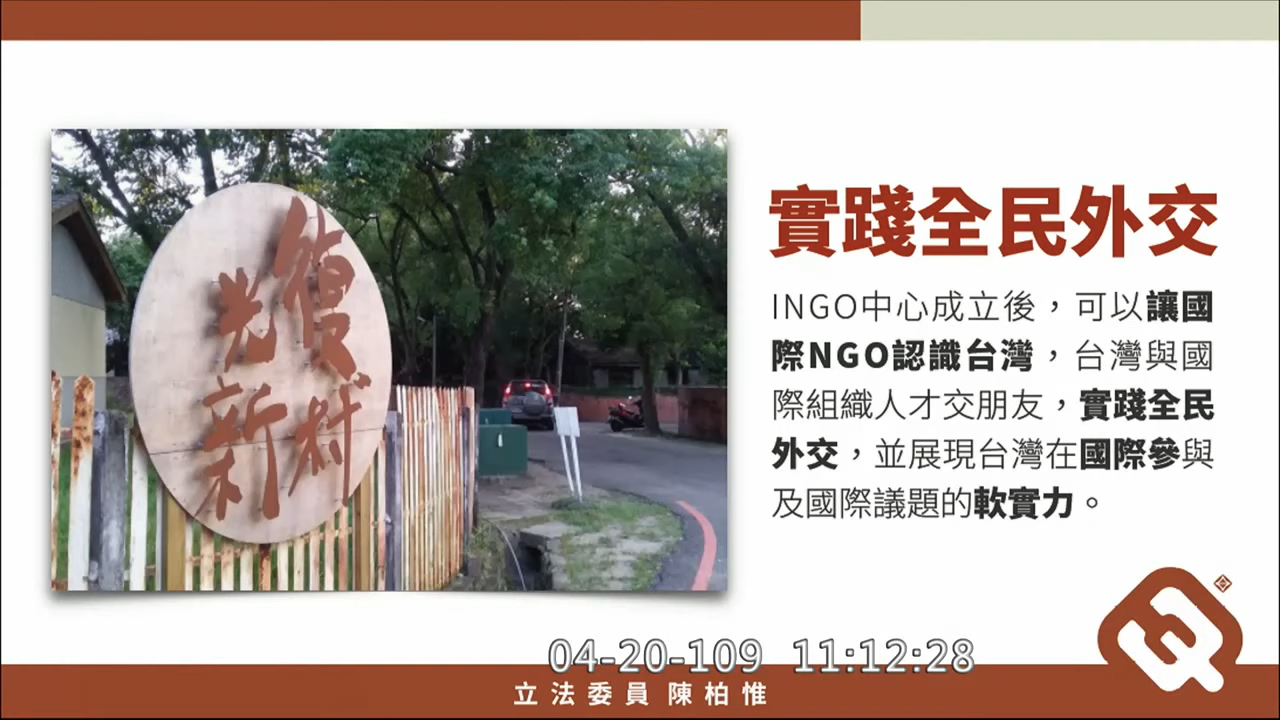 光復
新村
實踐全民外交
INGO中心成立後，可以讓國
際NGO認識台灣，台灣與國
際組織人才交朋友，實踐全民
外交，並展現台灣在國際參與
及國際議題的軟實力。
04-20-109 11:12:28
立法委員 陳柏惟